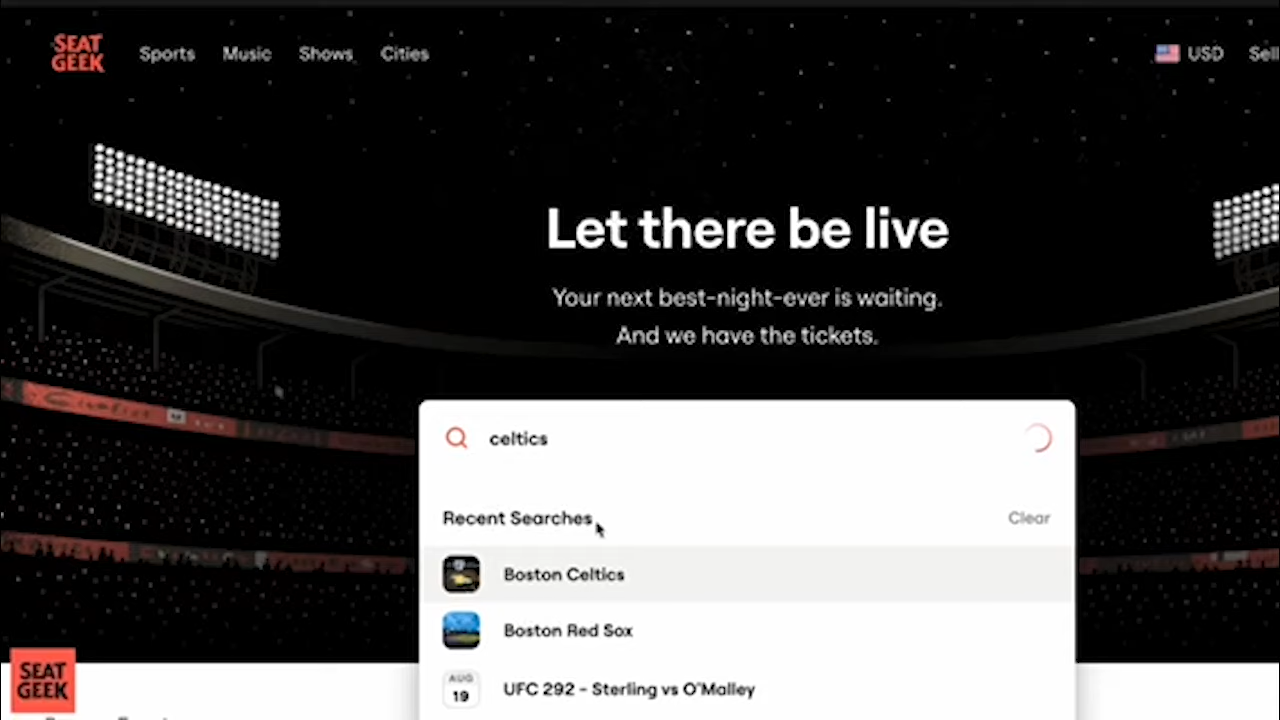 SEAT
GEEK
Sports Music Shows Cities
USD Sell
Let there be live
Your next best-night-ever is waiting.
And we have the tickets.
celtics
Recent Searches Clear
Boston Celtics
Boston Red Sox
AUG
19
UFC 292 - Sterling vs O'Malley
SEAT
GEEK